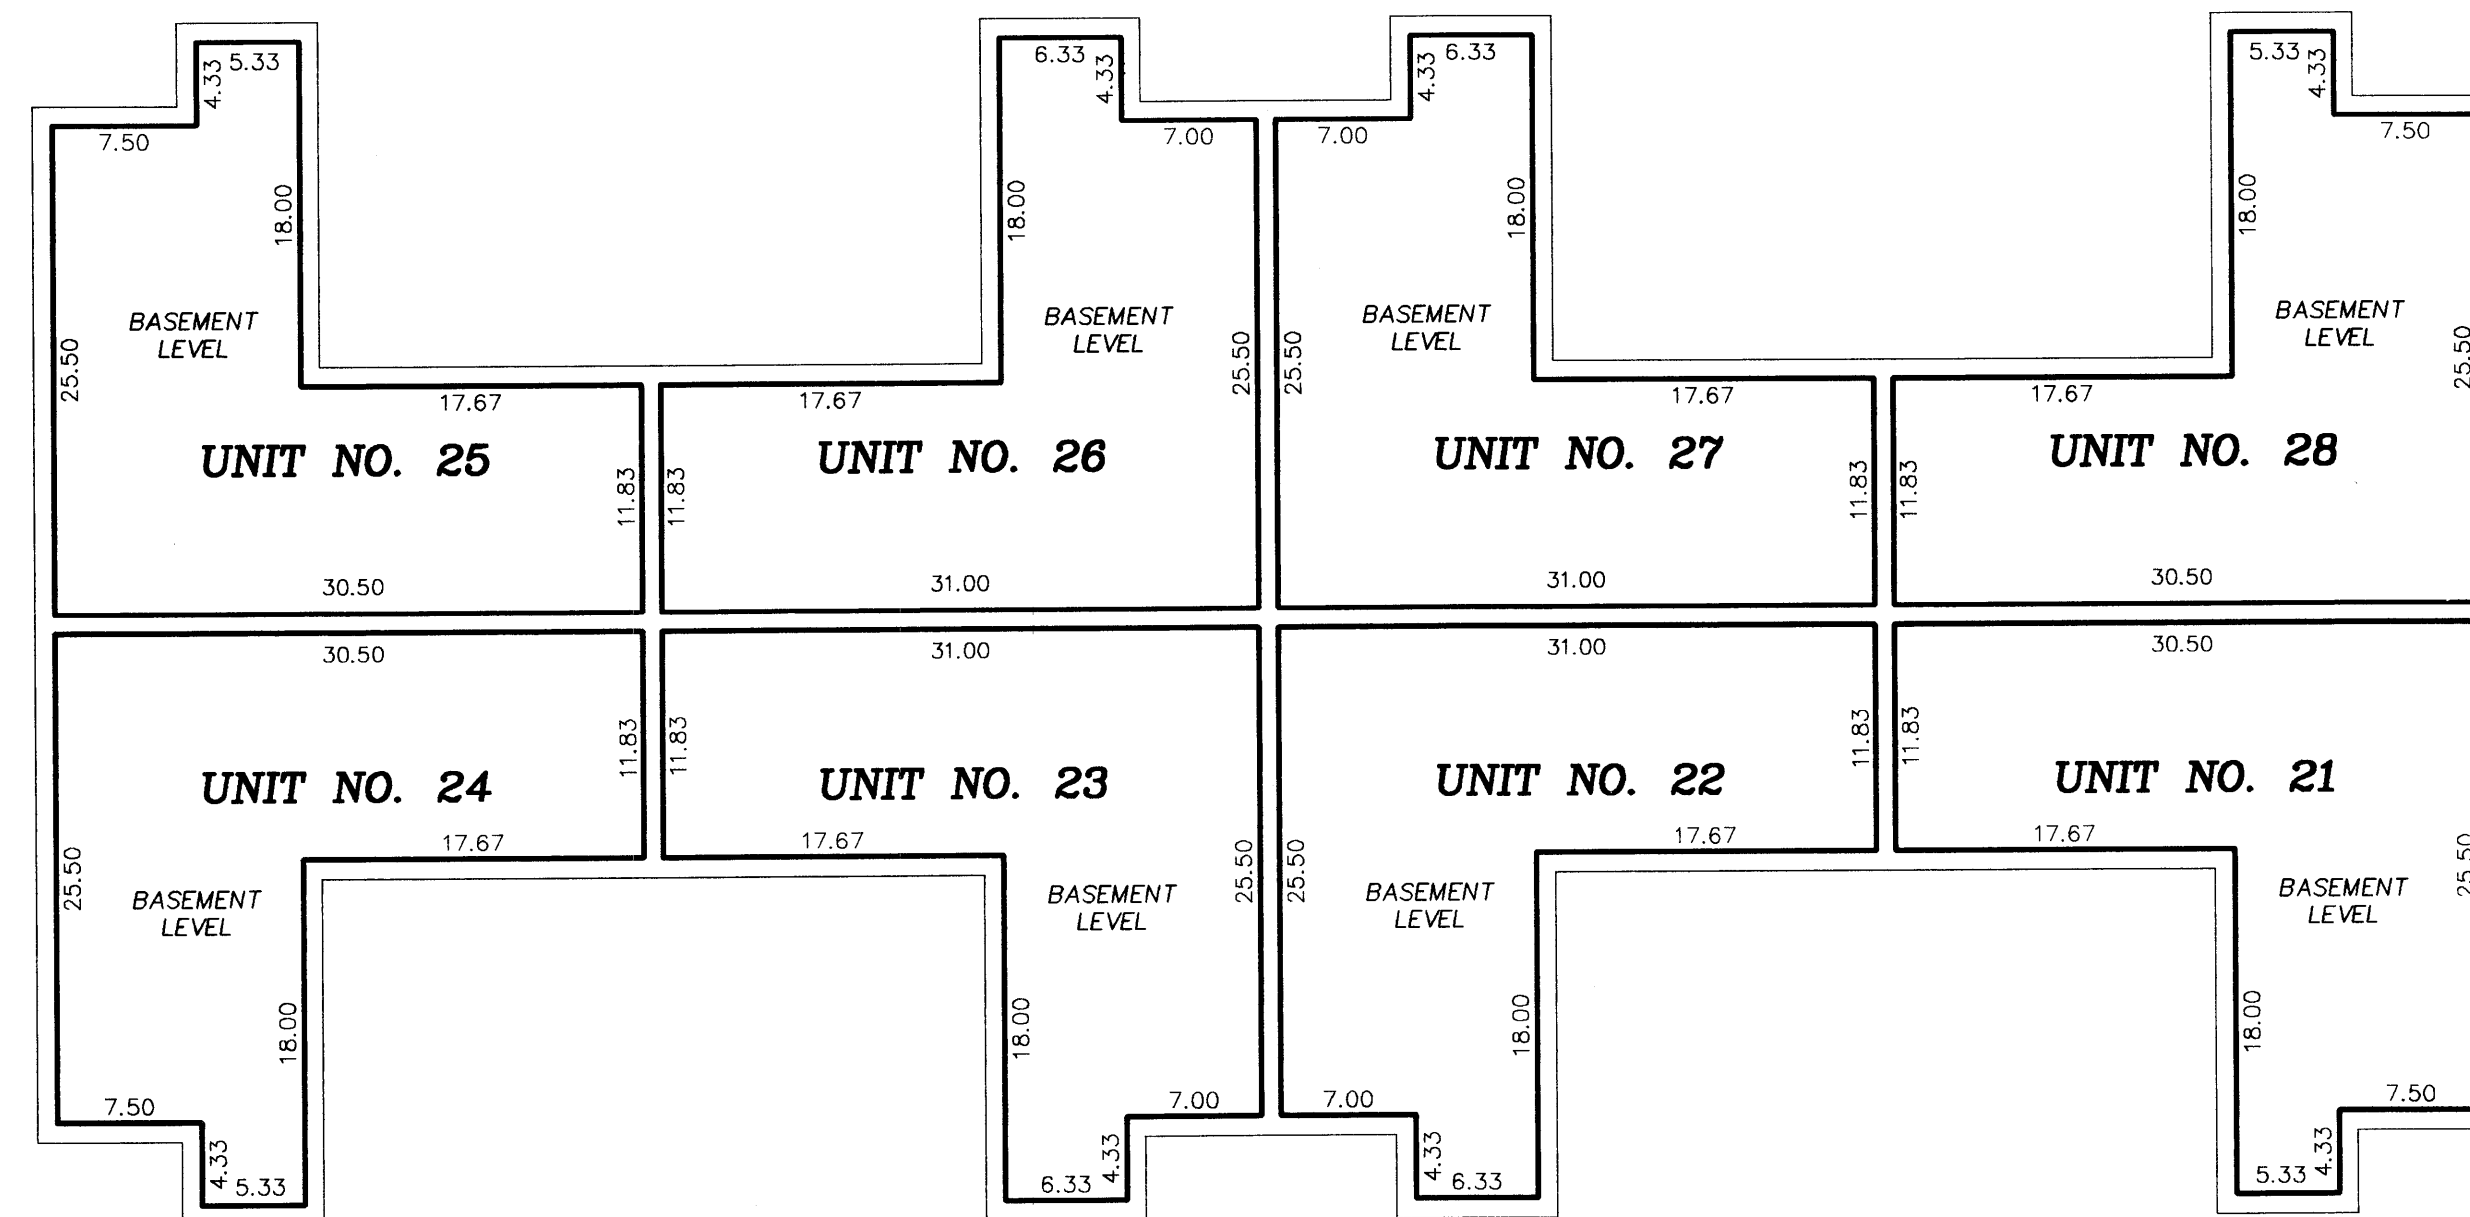 5.33
4.33
7.50
18.00
BASEMENT
LEVEL
25.50
17.67
UNIT NO. 25
11.83
30.50
6.33
4.33
7.00
18.00
BASEMENT
LEVEL
25.50
17.67
UNIT NO. 26
11.83
31.00
6.33
4.33
7.00
18.00
BASEMENT
LEVEL
25.50
17.67
UNIT NO. 27
11.83
31.00
5.33
4.33
7.50
18.00
BASEMENT
LEVEL
25.50
17.67
UNIT NO. 28
11.83
30.50
30.50
11.83
UNIT NO. 24
17.67
25.50
BASEMENT
LEVEL
18.00
7.50
4.33
5.33
31.00
11.83
UNIT NO. 23
17.67
25.50
BASEMENT
LEVEL
18.00
7.00
4.33
6.33
31.00
11.83
UNIT NO. 22
17.67
25.50
BASEMENT
LEVEL
18.00
7.00
4.33
6.33
30.50
11.83
UNIT NO. 21
17.67
25.50
BASEMENT
LEVEL
18.00
7.50
4.33
5.33